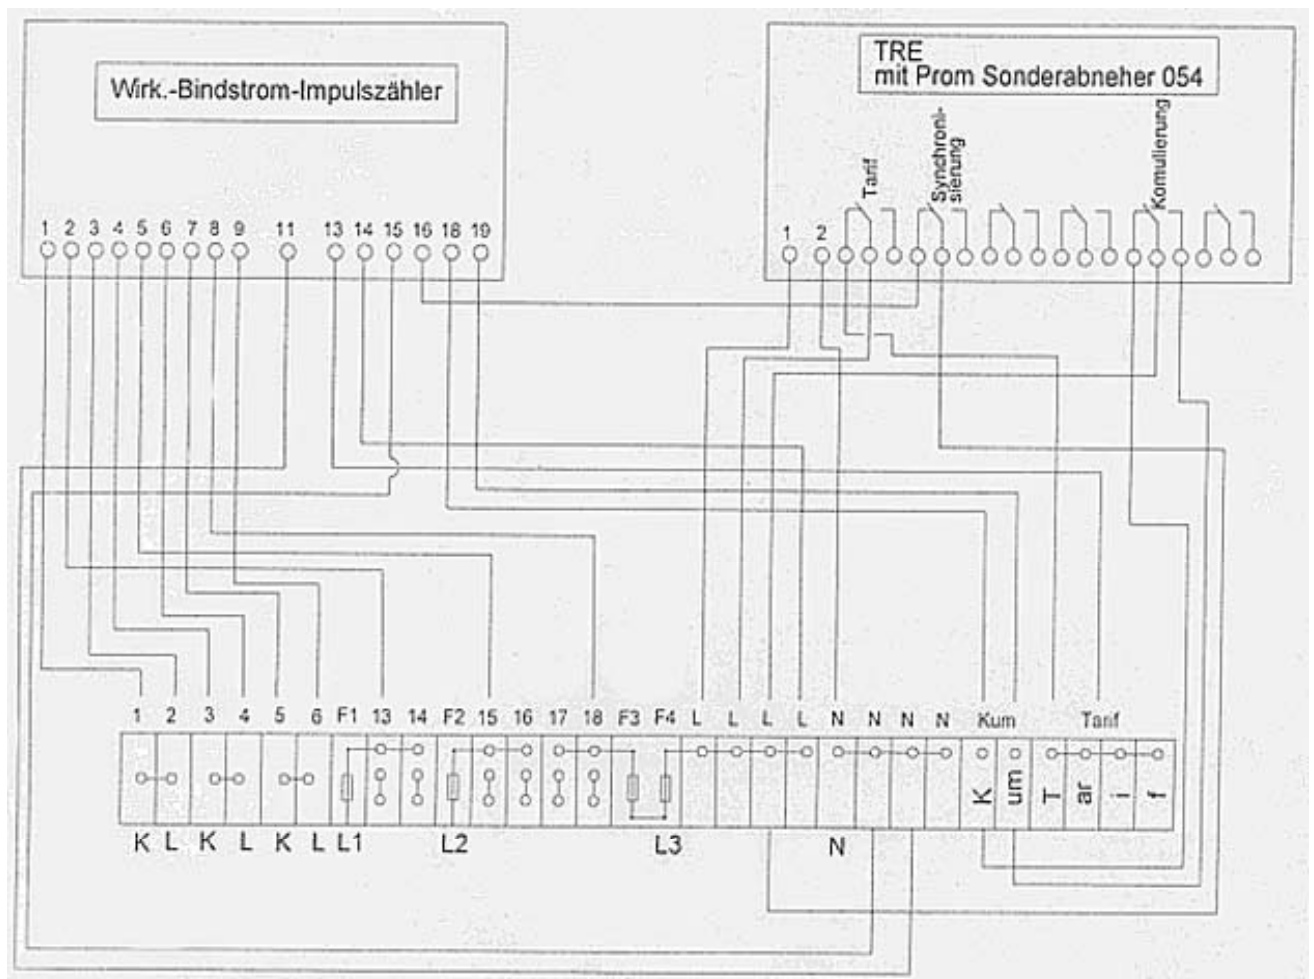 Wirk.-Bindstrom-Impulszähler
1 2 3 4 5 6 7 8 9 11 13 14 15 16 18 19
TRE
mit Prom Sonderabneher 054
Tarif
Synchroni-
sierung
Komulierung
1 2
1 2 3 4 5 6 F1 13 14 F2 15 16 17 18 F3 F4 L L L L N N N N Kum Tarif
K um T ar i f
K L K L K L L1 L2 L3 N